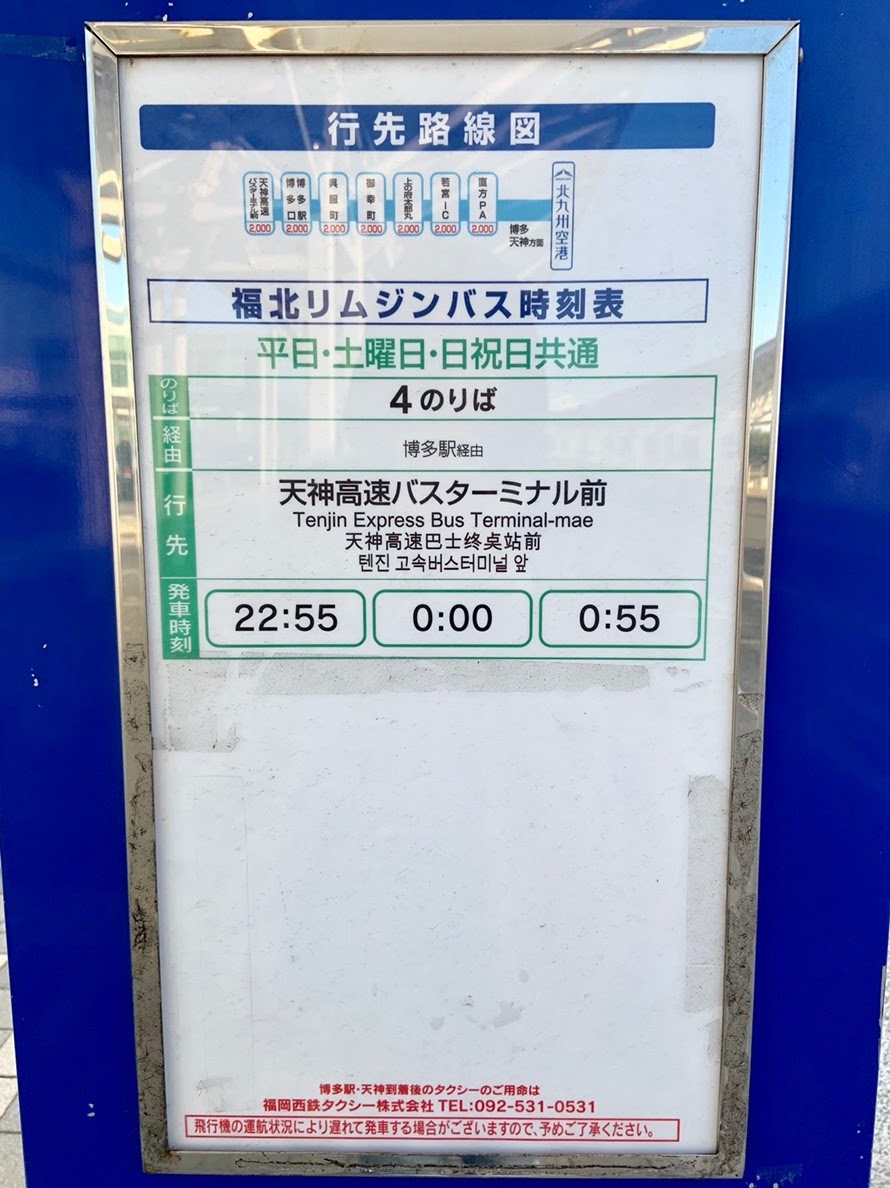 行先路線図
天神高速バスターミナル前 2,000
博多駅博多口 2,000
呉服町 2,000
御幸町 2,000
上の府太郎丸 2,000
若宮IC 2,000
直方PA 2,000
博多
天神方面
北九州空港
福北リムジンバス時刻表
平日・土曜日・日祝日共通
のりば
4のりば
経由
博多駅経由
行先
天神高速バスターミナル前
Tenjin Express Bus Terminal-mae
天神高速巴士终点站前
텐진 고속버스터미널 앞
発車時刻
22:55 0:00 0:55
博多駅・天神到着後のタクシーのご用命は
福岡西鉄タクシー株式会社 TEL:092-531-0531
飛行機の運航状況により遅れて発車する場合がございますので、予めご了承ください。